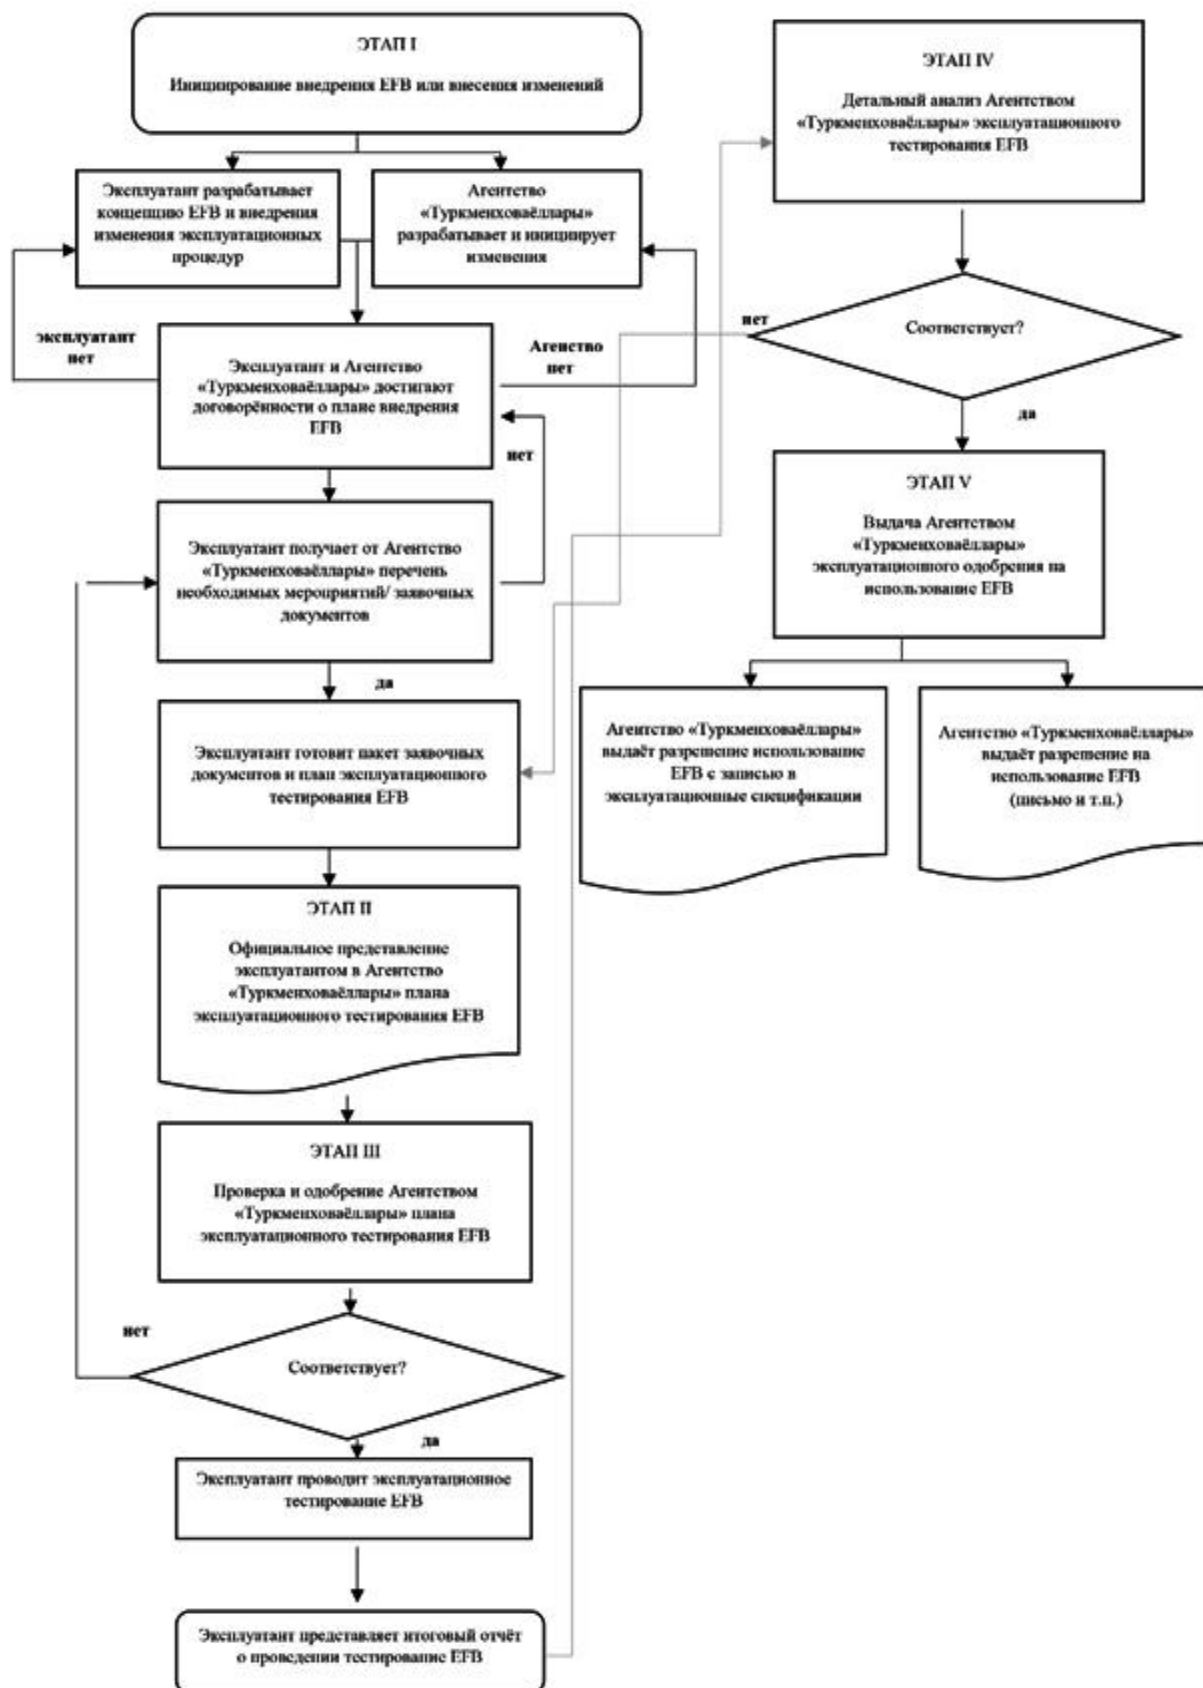 ЭТАП I
Инициирование внедрения EFB или внесения изменений
Эксплуатант разрабатывает
концепцию EFB и внедрения
изменения эксплуатационных
процедур
Агентство
«Туркменховаёллары»
разрабатывает и инициирует
изменения
эксплуатант
нет
Агенство
нет
Эксплуатант и Агентство
«Туркменховаёллары» достигают
договорённости о плане внедрения
EFB
нет
Эксплуатант получает от Агентство
«Туркменховаёллары» перечень
необходимых мероприятий/ заявочных
документов
да
Эксплуатант готовит пакет заявочных
документов и план эксплуатационного
тестирования EFB
ЭТАП II
Официальное представление
эксплуатантом в Агентство
«Туркменховаёллары» плана
эксплуатационного тестирования EFB
ЭТАП III
Проверка и одобрение Агентством
«Туркменховаёллары» плана
эксплуатационного тестирования EFB
нет
Соответствует?
да
Эксплуатант проводит эксплуатационное
тестирование EFB
Эксплуатант представляет итоговый отчёт
о проведении тестирование EFB
ЭТАП IV
Детальный анализ Агентством
«Туркменховаёллары» эксплуатационного
тестирования EFB
нет
Соответствует?
да
ЭТАП V
Выдача Агентством
«Туркменховаёллары»
эксплуатационного одобрения на
использование EFB
Агентство «Туркменховаёллары»
выдаёт разрешение использование
EFB с записью в
эксплуатационные спецификации
Агентство «Туркменховаёллары»
выдаёт разрешение на
использование EFB
(письмо и т.п.)